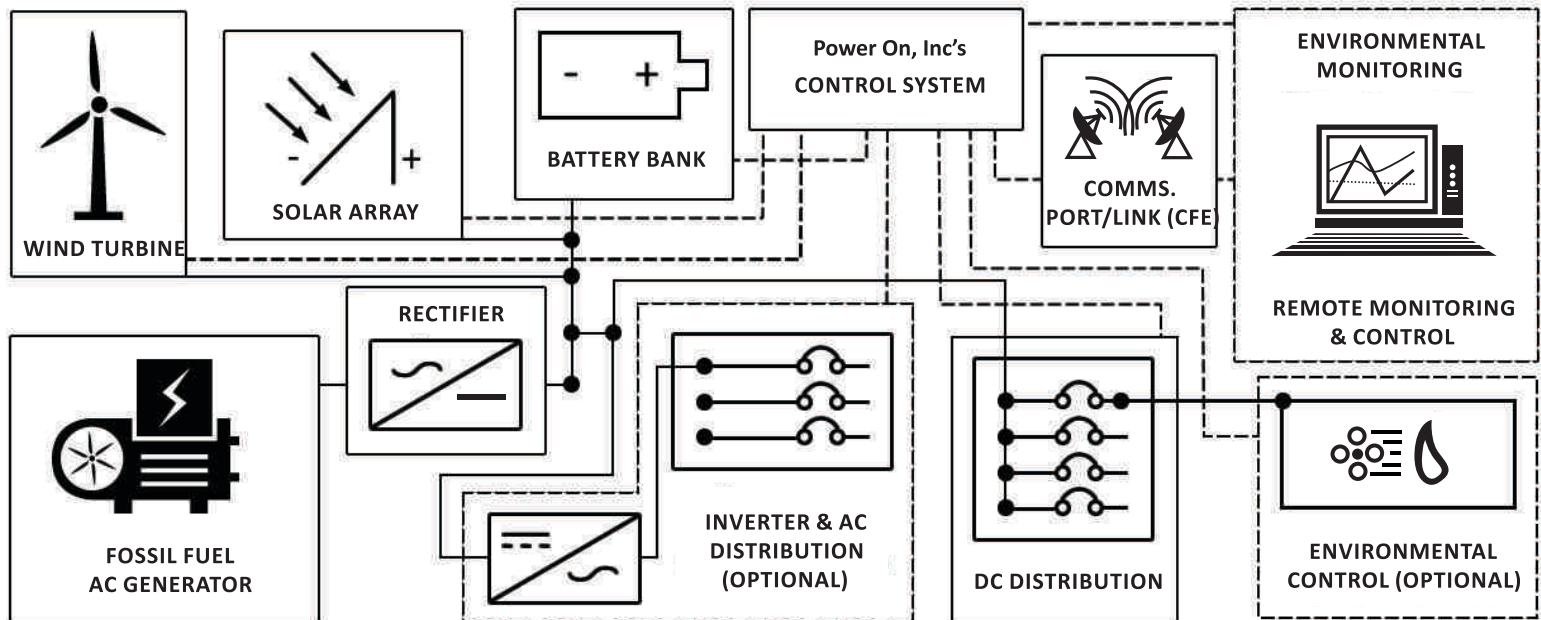 WIND TURBINE
- +
SOLAR ARRAY
- +
BATTERY BANK
Power On, Inc's
CONTROL SYSTEM
COMMS.
PORT/LINK (CFE)
ENVIRONMENTAL
MONITORING
REMOTE MONITORING
& CONTROL
FOSSIL FUEL
AC GENERATOR
RECTIFIER
INVERTER & AC
DISTRIBUTION
(OPTIONAL)
DC DISTRIBUTION
ENVIRONMENTAL
CONTROL (OPTIONAL)